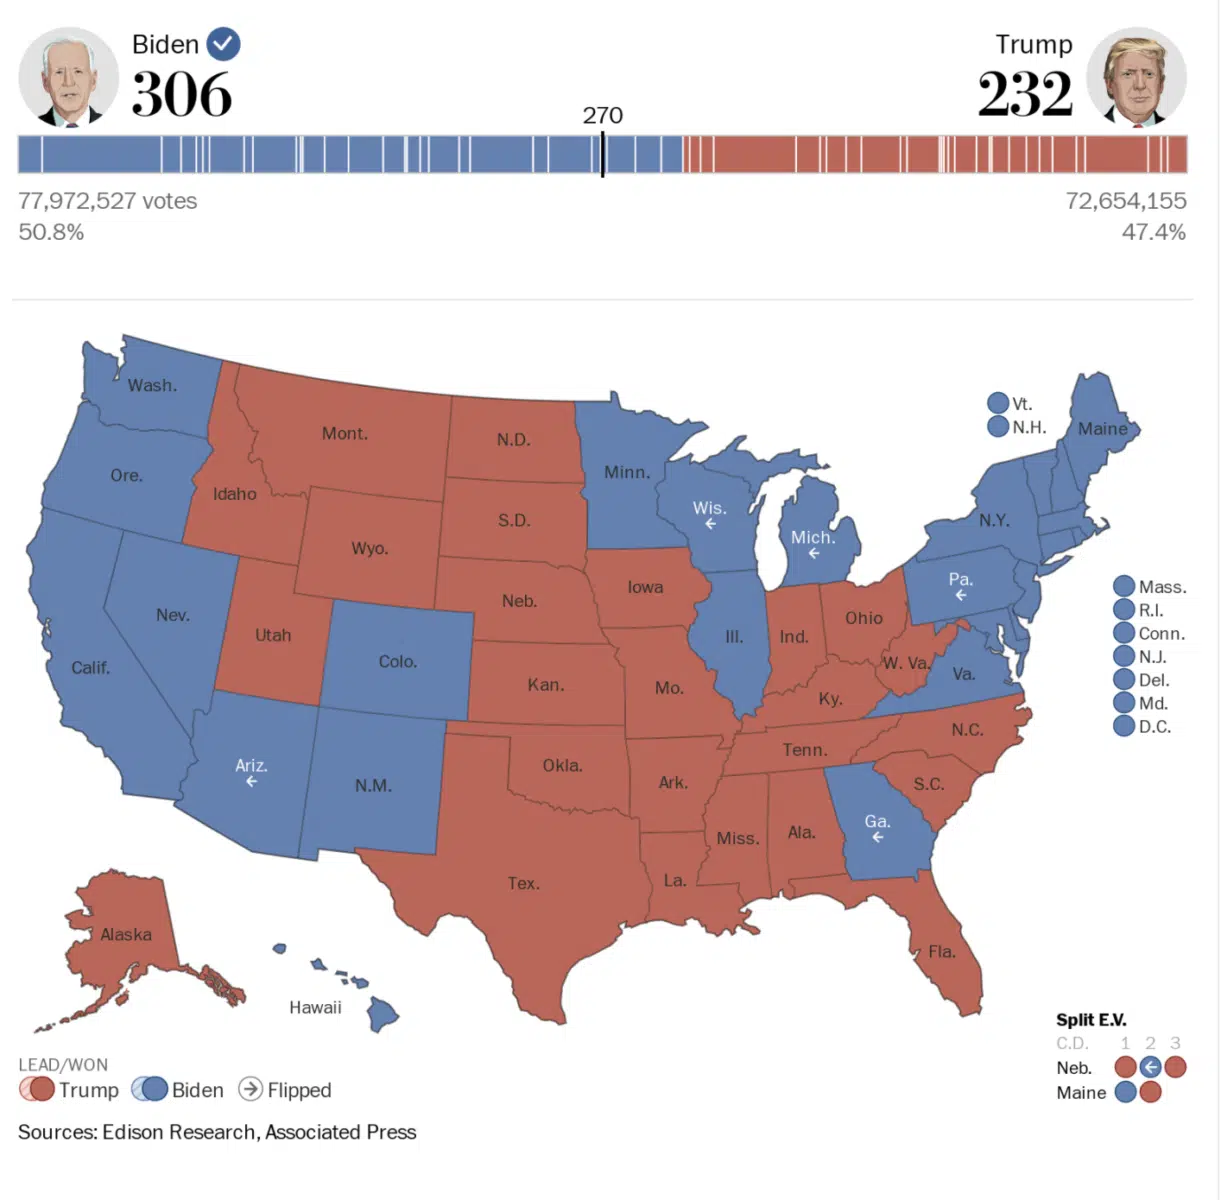 Biden
306
Trump
232
270
77,972,527 votes
50.8%
72,654,155
47.4%
Wash.
Ore.
Idaho
Mont.
N.D.
Minn.
Wis.
Mich.
Vt.
N.H.
Maine
N.Y.
S.D.
Wyo.
Iowa
Neb.
Nev.
Utah
Colo.
Calif.
Kan.
Mo.
Ill.
Ind.
Ohio
Pa.
W. Va.
Va.
Ky.
Mass.
R.I.
Conn.
N.J.
Del.
Md.
D.C.
Ariz.
N.M.
Okla.
Ark.
Tenn.
N.C.
S.C.
Tex.
La.
Miss.
Ala.
Ga.
Fla.
Alaska
Hawaii
Split E.V.
C.D. 1 2 3
Neb.
Maine
LEAD/WON
Trump Biden Flipped
Sources: Edison Research, Associated Press